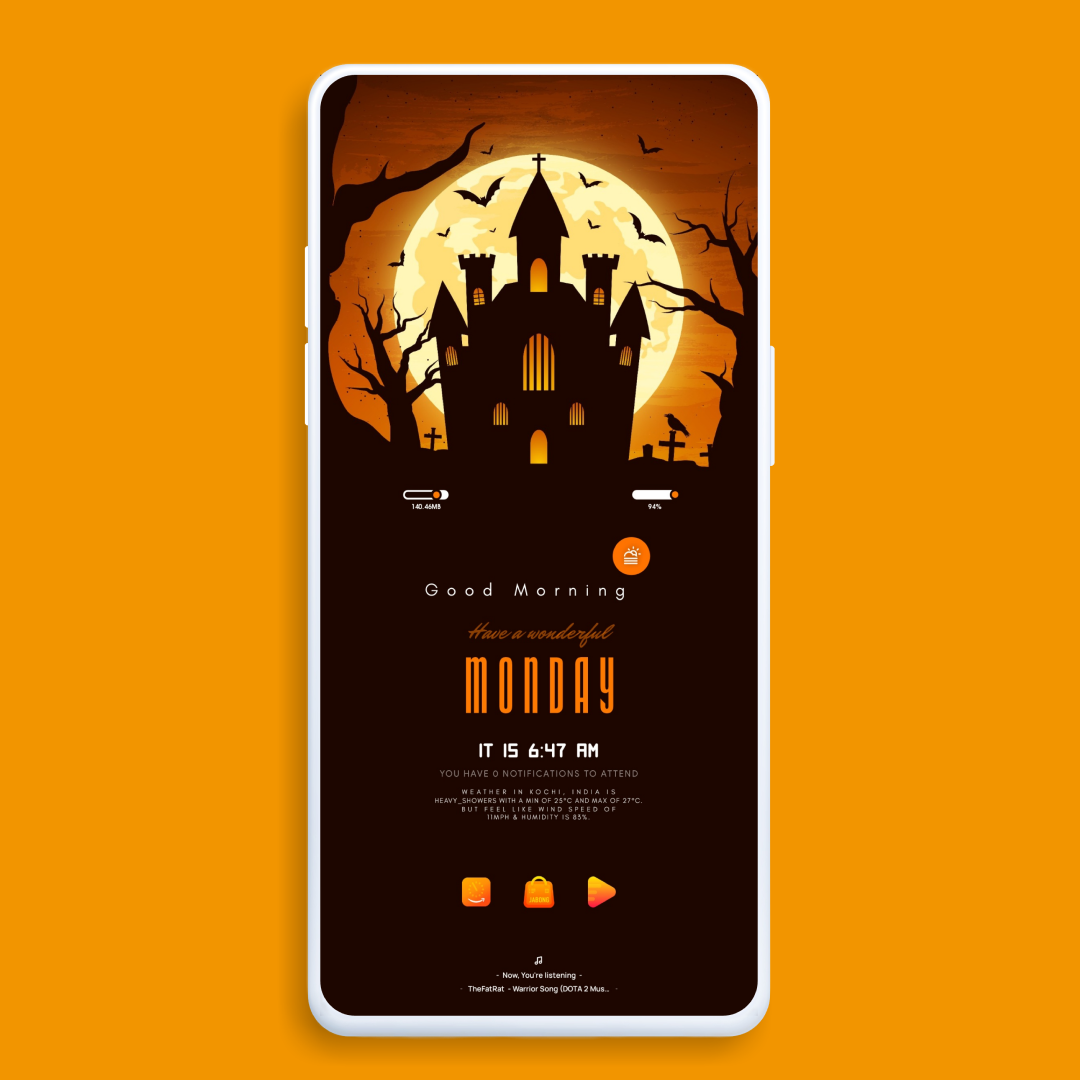 140.46MB
94%
Good Morning
Have a wonderful
MONDAY
IT IS 6:47 AM
YOU HAVE 0 NOTIFICATIONS TO ATTEND
WEATHER IN KOCHI, INDIA IS
HEAVY_SHOWERS WITH A MIN OF 25°C AND MAX OF 27°C.
BUT FEEL LIKE WIND SPEED OF
11MPH & HUMIDITY IS 83%.
JABONG
- Now, You're listening -
- TheFatRat - Warrior Song (DOTA 2 Mus... -